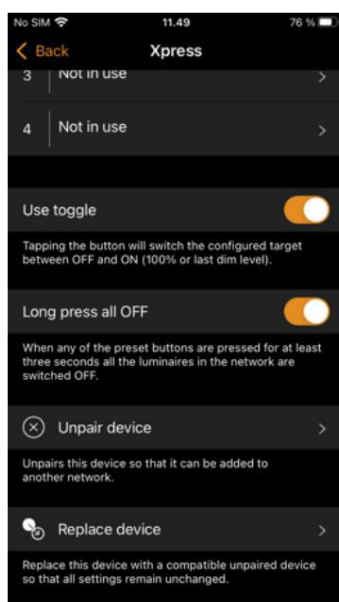 No SIM 11.49 76 %
Back Xpress
3 Not in use
4 Not in use
Use toggle
Tapping the button will switch the configured target
between OFF and ON (100% or last dim level).
Long press all OFF
When any of the preset buttons are pressed for at least
three seconds all the luminaires in the network are
switched OFF.
Unpair device
Unpairs this device so that it can be added to
another network.
Replace device
Replace this device with a compatible unpaired device
so that all settings remain unchanged.